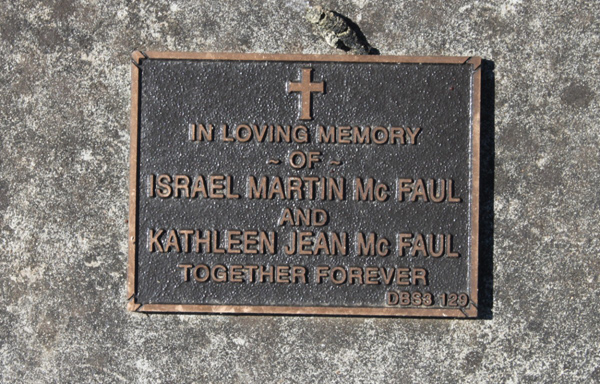 IN LOVING MEMORY
~ OF ~
ISRAEL MARTIN Mc FAUL
AND
KATHLEEN JEAN Mc FAUL
TOGETHER FOREVER
DBS3 129